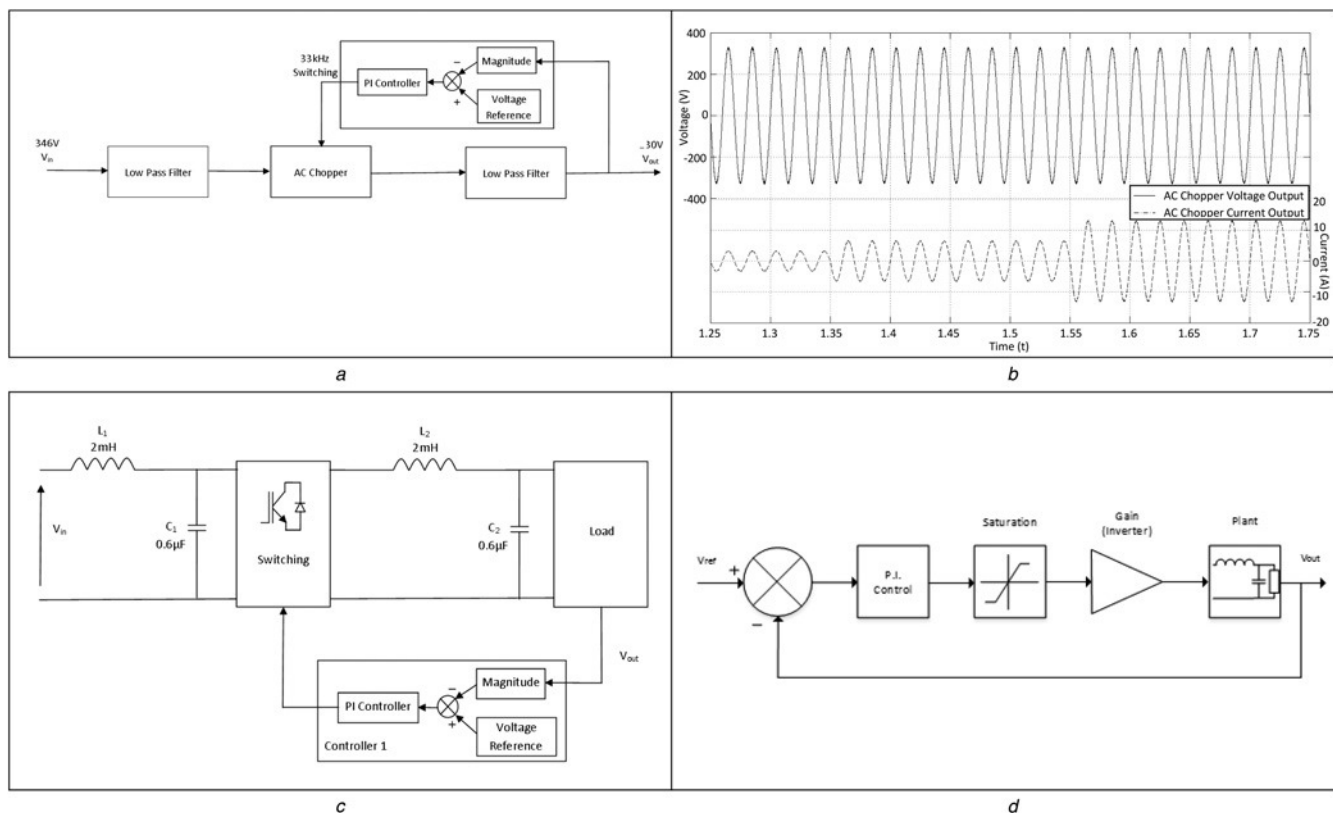 33kHz
Switching
PI Controller
−
+
Magnitude
Voltage
Reference
346V
Vin
Low Pass Filter
AC Chopper
Low Pass Filter
_30V
Vout
a
400
200
0
-200
-400
Voltage (V)
AC Chopper Voltage Output
AC Chopper Current Output
20
10
0
-10
-20
Current (A)
1.25 1.3 1.35 1.4 1.45 1.5 1.55 1.6 1.65 1.7 1.75
Time (t)
b
L1
2mH
L2
2mH
Vin
C1
0.6µF
Switching
C2
0.6µF
Load
Vout
PI Controller
−
+
Magnitude
Voltage
Reference
Controller 1
c
Vref
+
−
P.I.
Control
Saturation
Gain
(Inverter)
Plant
Vout
d